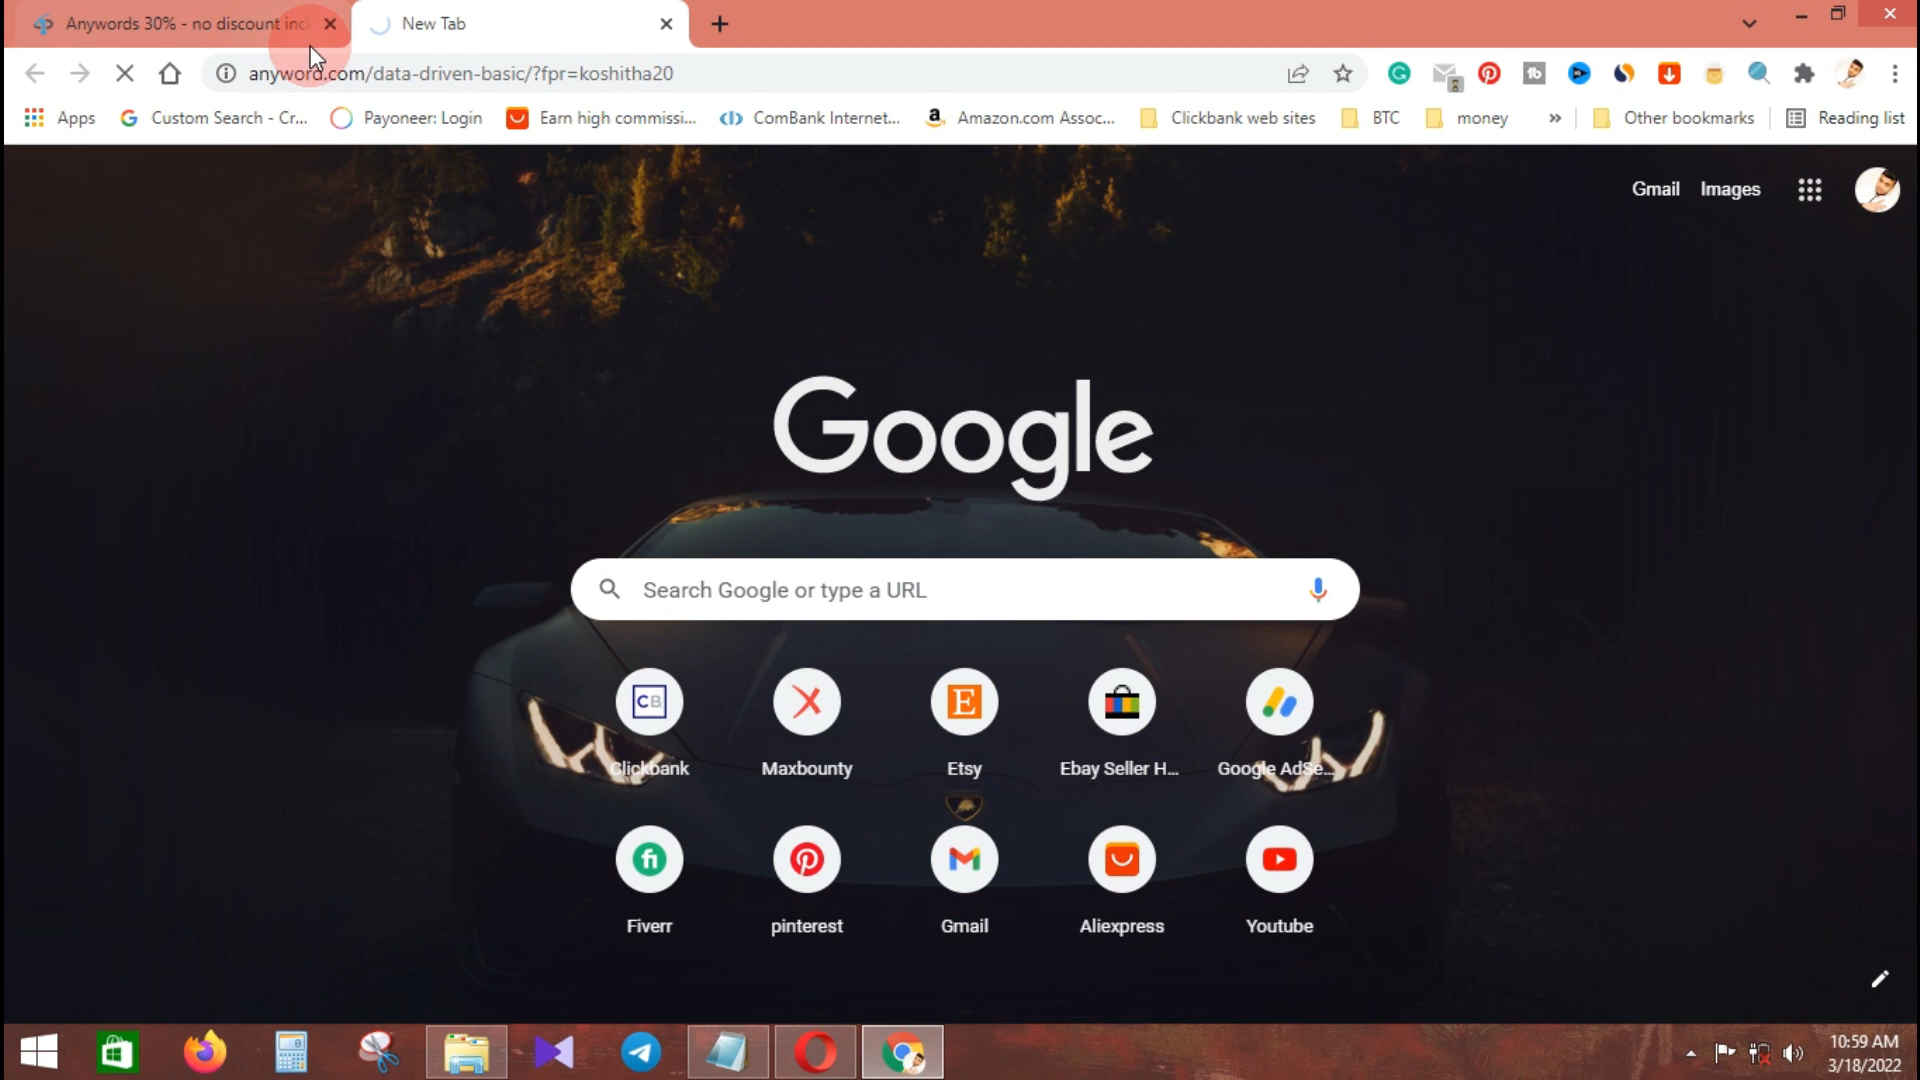 Anywords 30% - no discount inc
New Tab
anyword.com/data-driven-basic/?fpr=koshitha20
Apps
Custom Search - Cr...
Payoneer: Login
Earn high commissi...
ComBank Internet...
Amazon.com Assoc...
Clickbank web sites
BTC
money
»
Other bookmarks
Reading list
Gmail
Images
Google
Search Google or type a URL
CB
E
Clickbank
Maxbounty
Etsy
Ebay Seller H...
Google AdSe...
fi
Fiverr
pinterest
Gmail
Aliexpress
Youtube
10:59 AM
3/18/2022